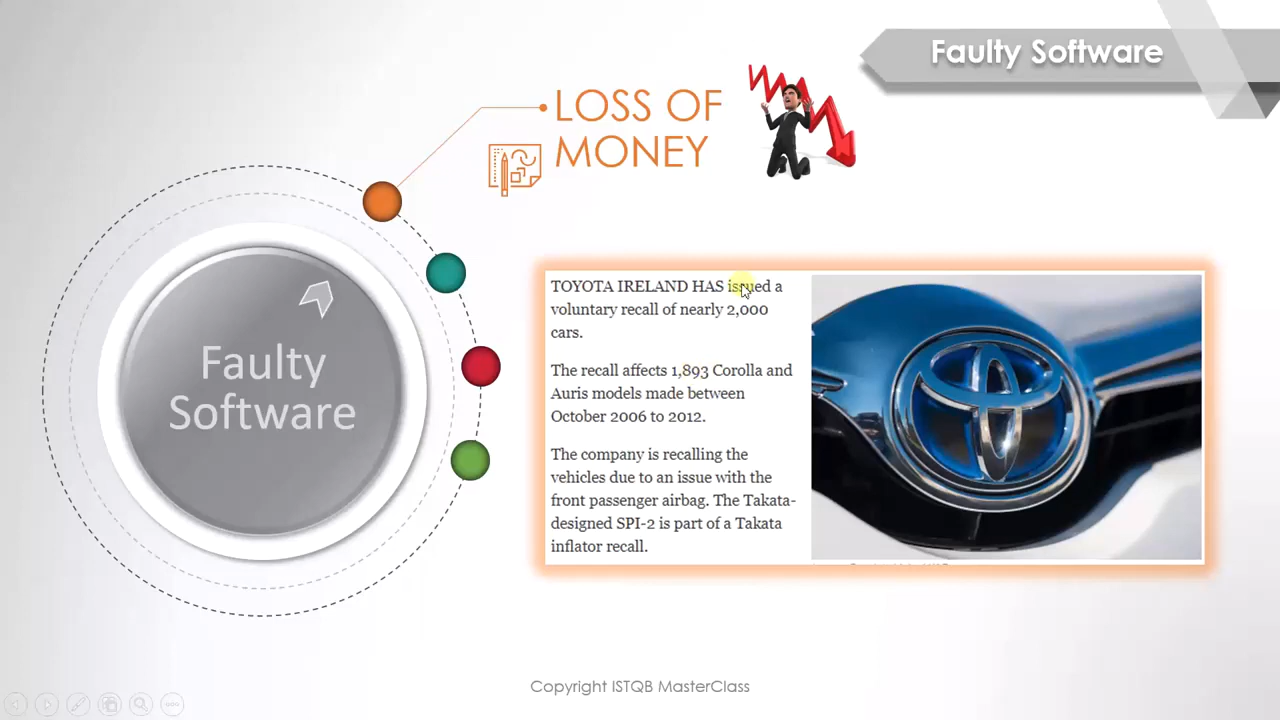 Faulty Software
LOSS OF
MONEY
Faulty
Software
TOYOTA IRELAND HAS issued a
voluntary recall of nearly 2,000
cars.
The recall affects 1,893 Corolla and
Auris models made between
October 2006 to 2012.
The company is recalling the
vehicles due to an issue with the
front passenger airbag. The Takata-
designed SPI-2 is part of a Takata
inflator recall.
Copyright ISTQB MasterClass